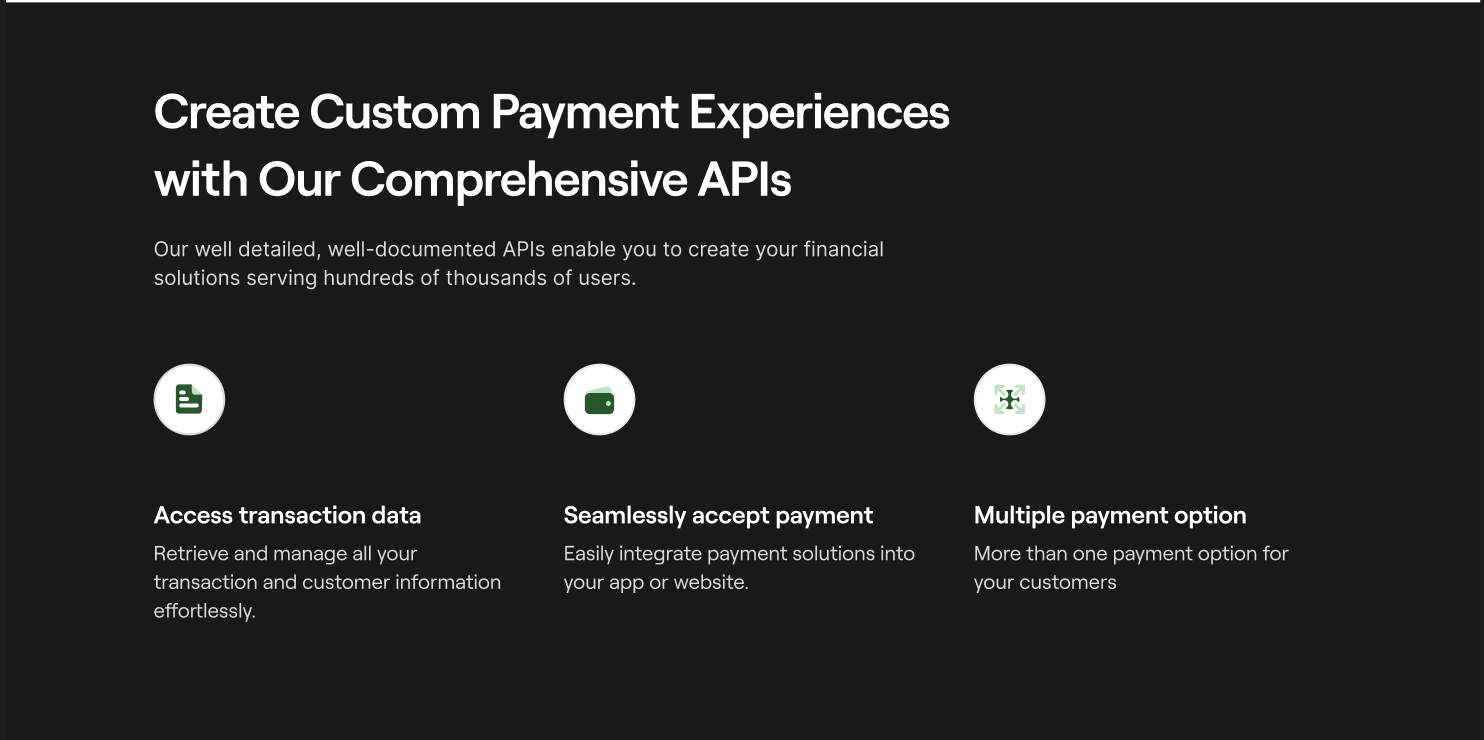 Create Custom Payment Experiences
with Our Comprehensive APIs
Our well detailed, well-documented APIs enable you to create your financial
solutions serving hundreds of thousands of users.
Access transaction data
Retrieve and manage all your
transaction and customer information
effortlessly.
Seamlessly accept payment
Easily integrate payment solutions into
your app or website.
Multiple payment option
More than one payment option for
your customers